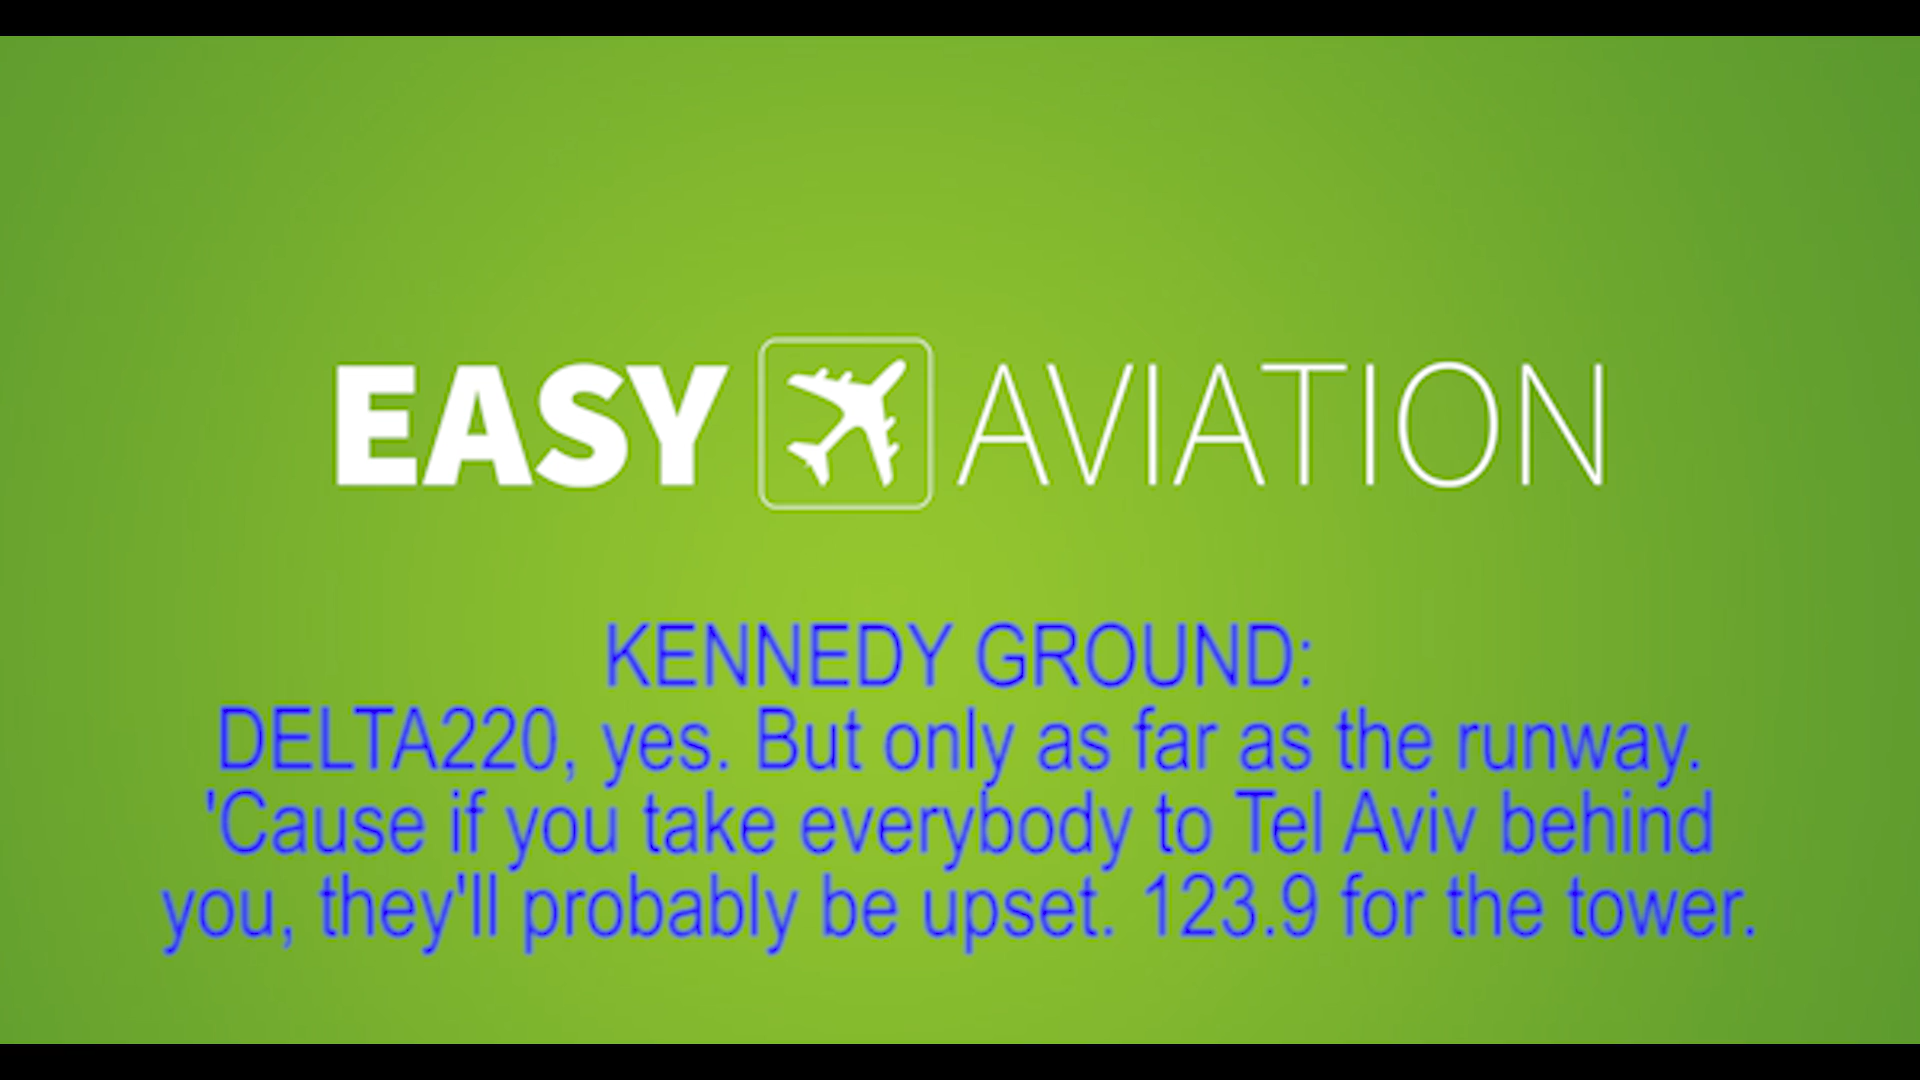 EASY AVIATION
KENNEDY GROUND:
DELTA220, yes. But only as far as the runway.
'Cause if you take everybody to Tel Aviv behind
you, they'll probably be upset. 123.9 for the tower.